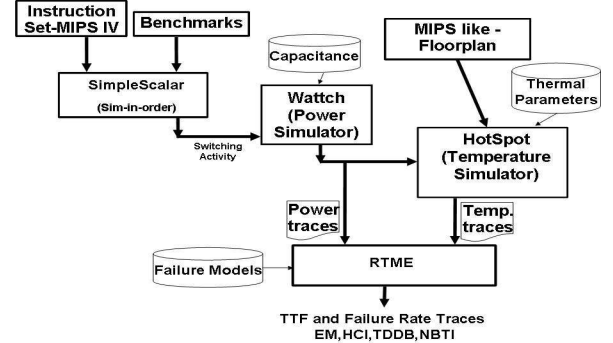 Instruction
Set-MIPS IV
Benchmarks
MIPS like -
Floorplan
Capacitance
Thermal
Parameters
SimpleScalar
(Sim-in-order)
Wattch
(Power
Simulator)
Switching
Activity
HotSpot
(Temperature
Simulator)
Power
traces
Temp.
traces
Failure Models
RTME
TTF and Failure Rate Traces
EM,HCI,TDDB,NBTI